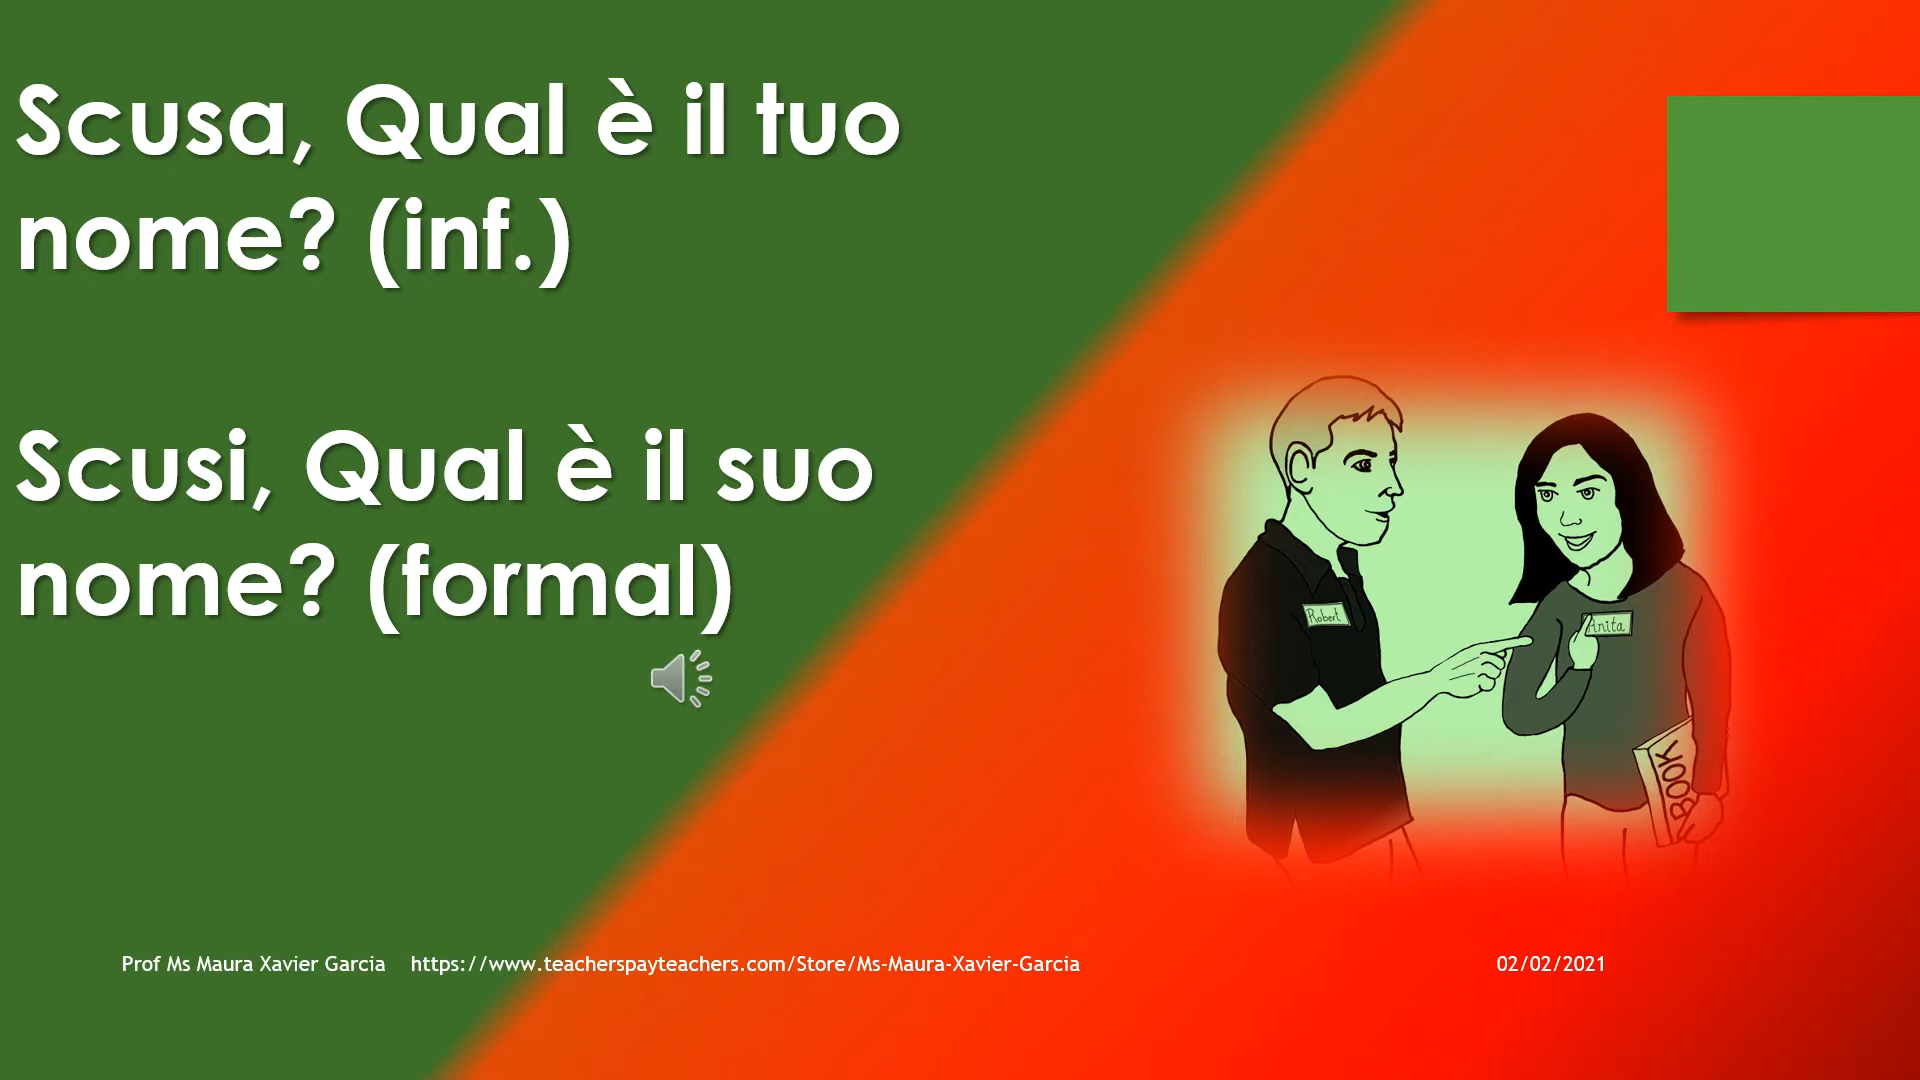 Scusa, Qual è il tuo
nome? (inf.)
Scusi, Qual è il suo
nome? (formal)
Robert
Anita
BOOK
Prof Ms Maura Xavier Garcia https://www.teacherspayteachers.com/Store/Ms-Maura-Xavier-Garcia
02/02/2021